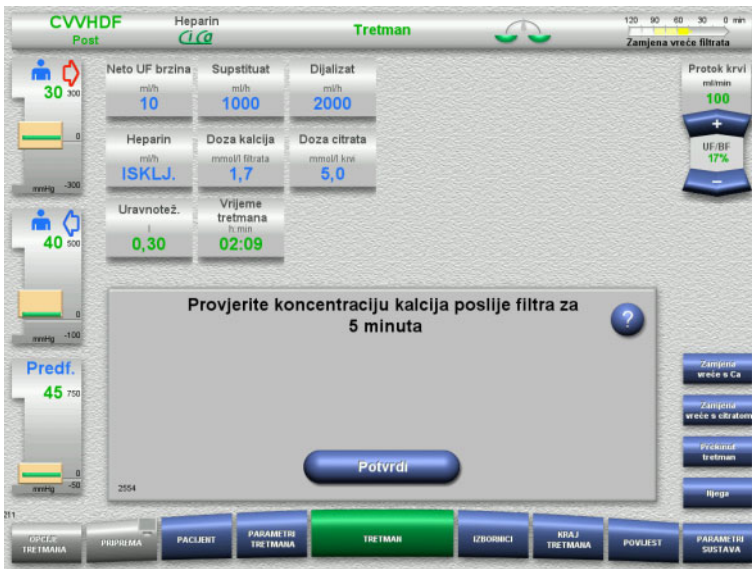 CVVHDF
Post
Heparin
Ci Ca
Tretman
120 90 60 30 0 min
Zamjena vreće filtrata
30 300
0
mmHg -300
Neto UF brzina
ml/h
10
Supstituat
ml/h
1000
Dijalizat
ml/h
2000
Protok krvi
ml/min
100
+
UF/BF
17%
–
Heparin
ml/h
ISKLJ.
Doza kalcija
mmol/l filtrata
1,7
Doza citrata
mmol/l krvi
5,0
Uravnotež.
l
0,30
Vrijeme
tretmana
h:min
02:09
40 500
0
mmHg -100
Provjerite koncentraciju kalcija poslije filtra za
5 minuta
?
Potvrdi
2554
Predf.
45 750
0
mmHg -50
Zamjena
vreće s Ca
Zamjena
vreće s citratom
Prekinut
tretman
Njega
211
OPCIJE
TRETMANA
PRIPREMA
PACIJENT
PARAMETRI
TRETMANA
TRETMAN
IZBORNICI
KRAJ
TRETMANA
POVIJEST
PARAMETRI
SUSTAVA